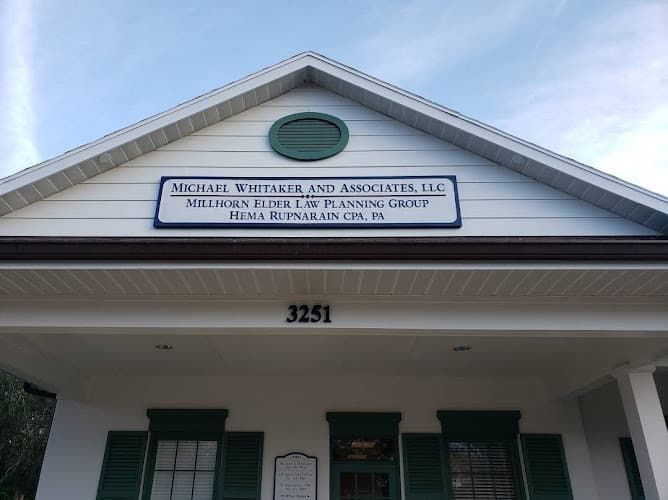 MICHAEL WHITAKER AND ASSOCIATES, LLC
MILLHORN ELDER LAW PLANNING GROUP
HEMA RUPNARAIN CPA, PA
3251